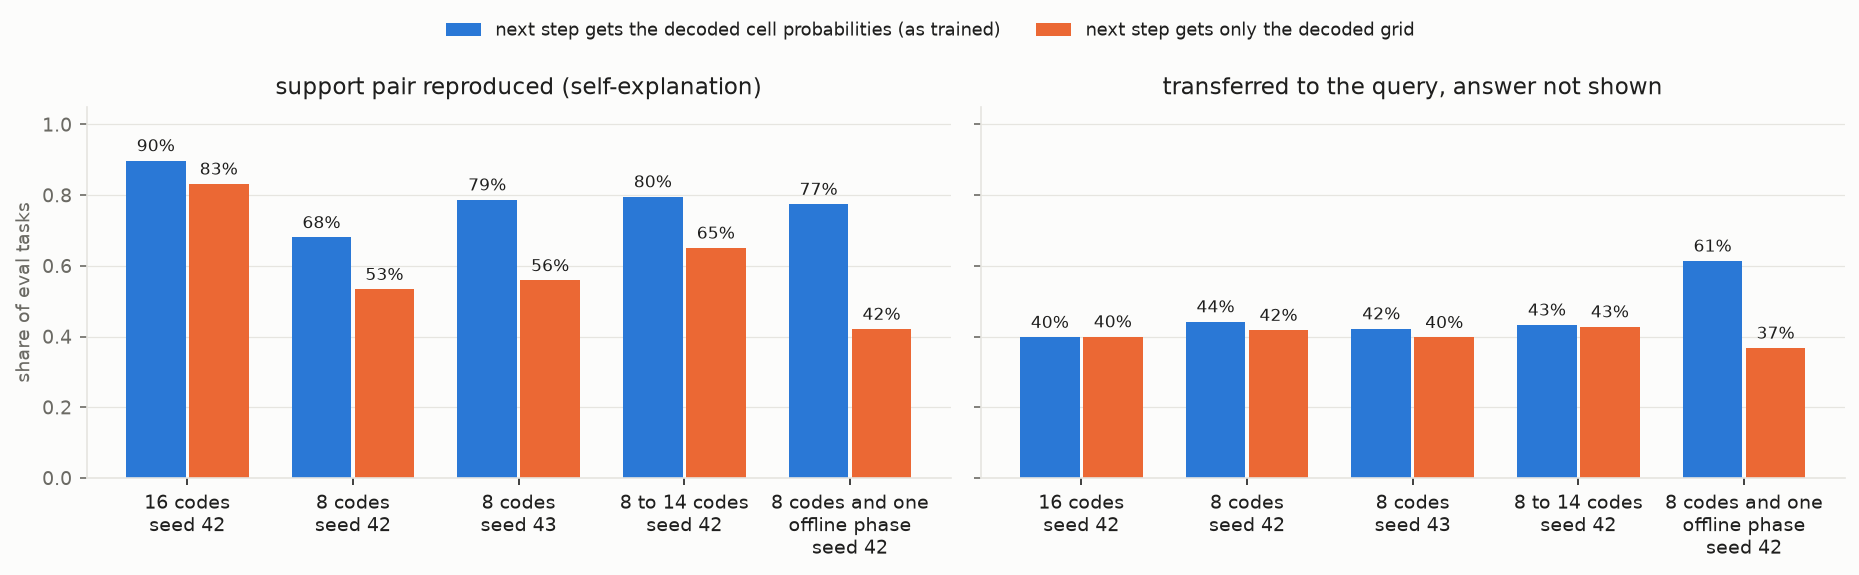 next step gets the decoded cell probabilities (as trained)
next step gets only the decoded grid
support pair reproduced (self-explanation)
share of eval tasks
1.0
0.8
0.6
0.4
0.2
0.0
90%
83%
68%
53%
79%
56%
80%
65%
77%
42%
16 codes
seed 42
8 codes
seed 42
8 codes
seed 43
8 to 14 codes
seed 42
8 codes and one
offline phase
seed 42
transferred to the query, answer not shown
40%
40%
44%
42%
42%
40%
43%
43%
61%
37%
16 codes
seed 42
8 codes
seed 42
8 codes
seed 43
8 to 14 codes
seed 42
8 codes and one
offline phase
seed 42